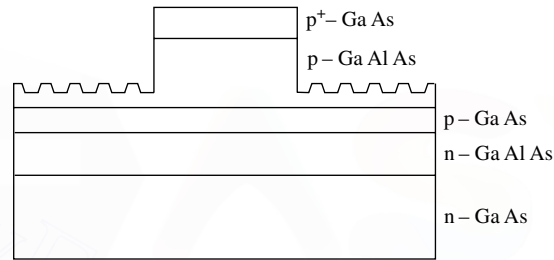 p+– Ga As
p – Ga Al As
p – Ga As
n – Ga Al As
n – Ga As